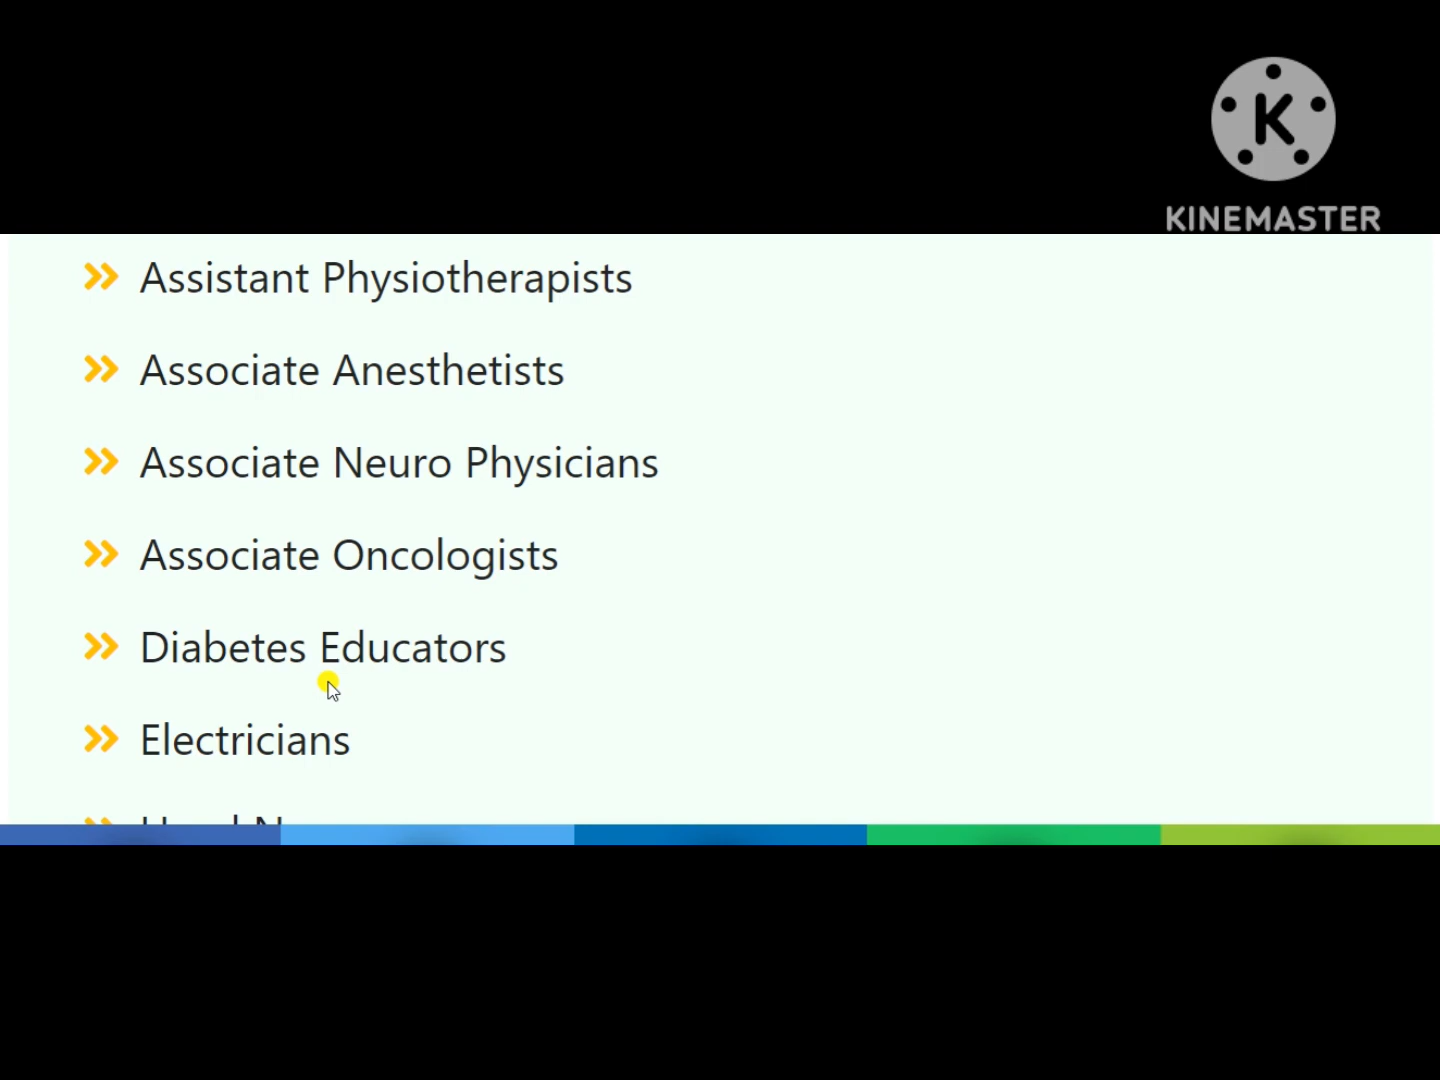 K
KINEMASTER
Assistant Physiotherapists
Associate Anesthetists
Associate Neuro Physicians
Associate Oncologists
Diabetes Educators
Electricians